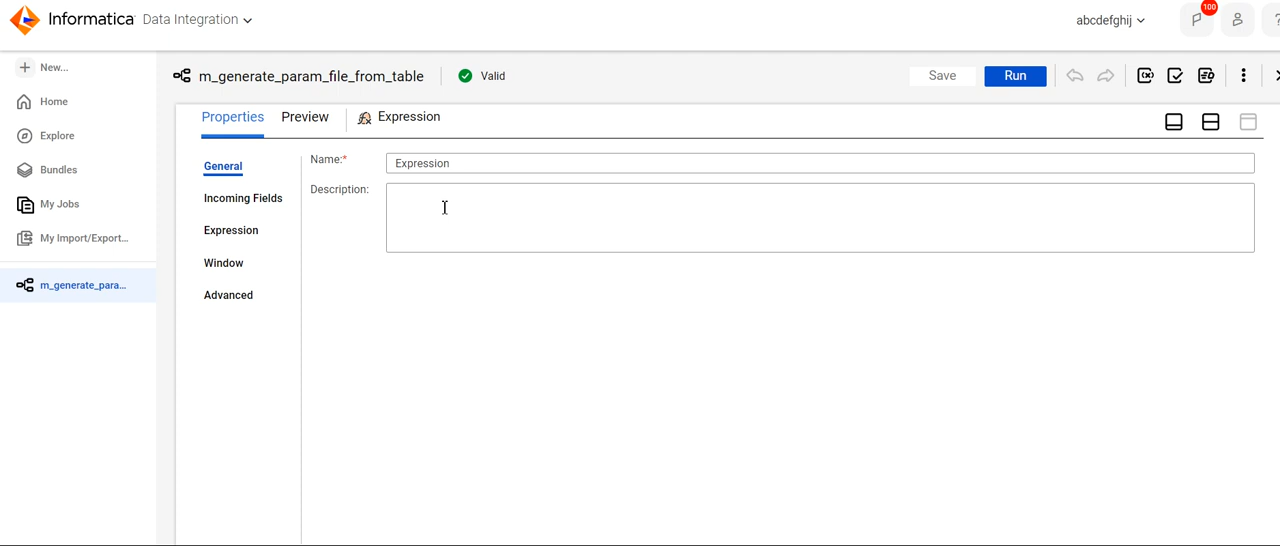 Informatica Data Integration
abcdefghij
100
?
New...
Home
Explore
Bundles
My Jobs
My Import/Export...
m_generate_para...
m_generate_param_file_from_table
Valid
Save
Run
Properties
Preview
Expression
General
Incoming Fields
Expression
Window
Advanced
Name:*
Expression
Description: